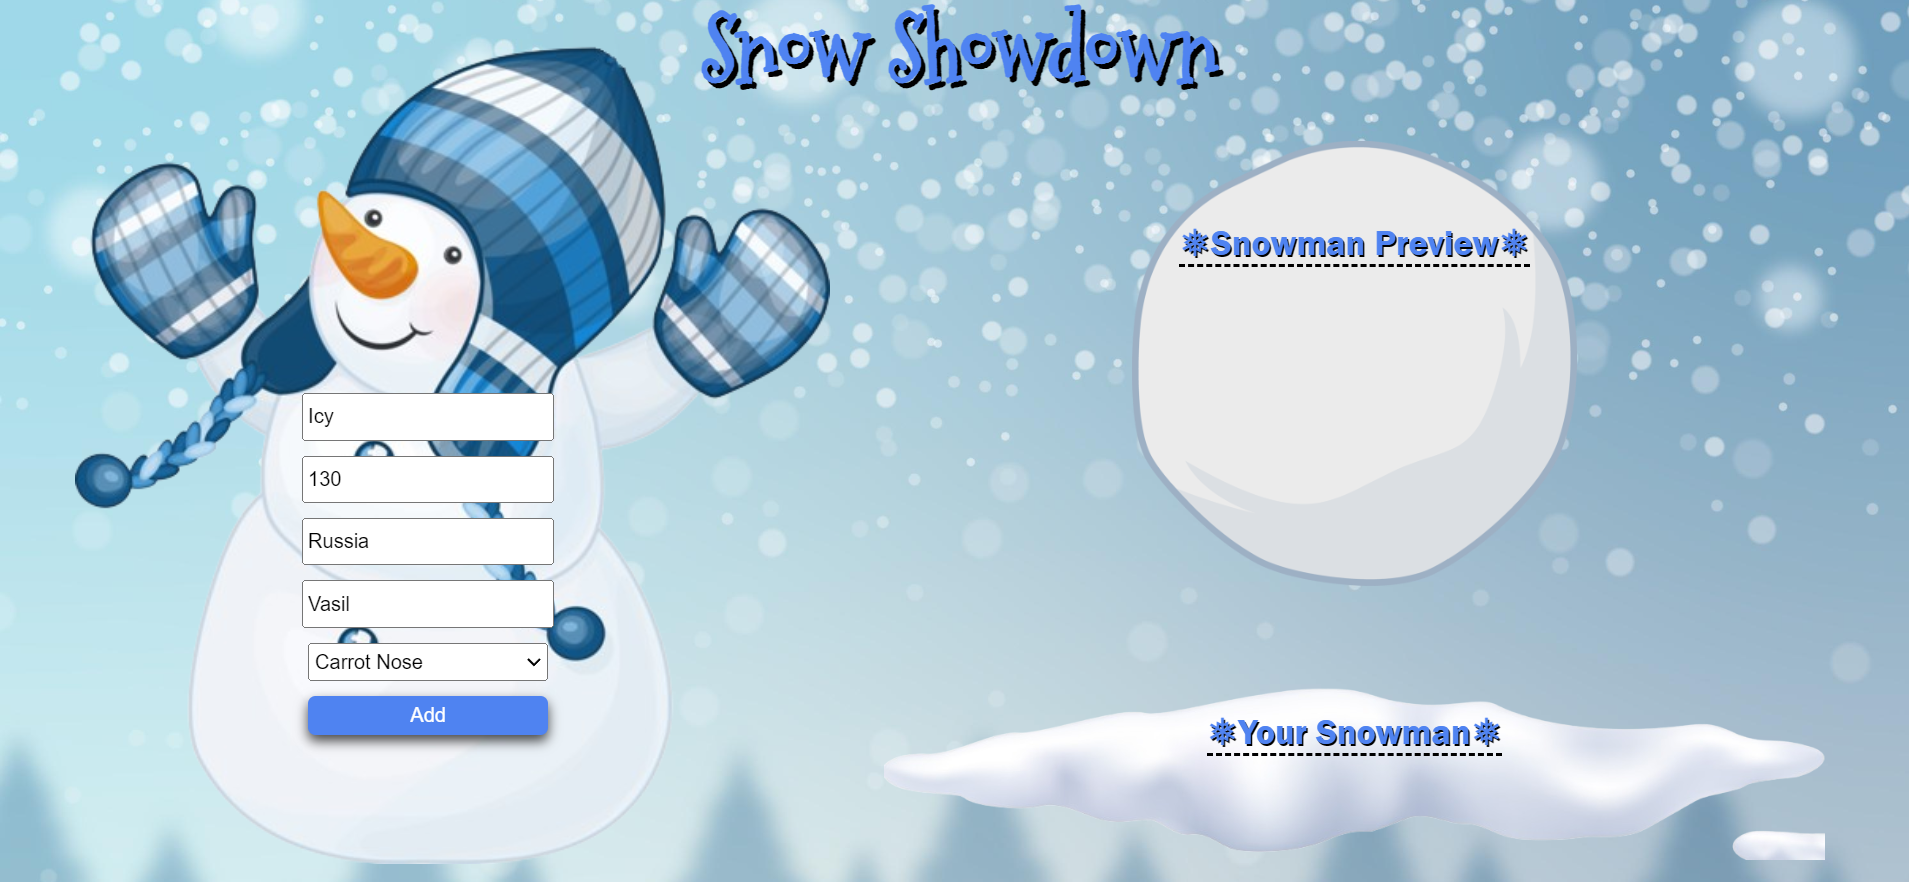 Snow Showdown
Icy
130
Russia
Vasil
Carrot Nose
Add
❅Snowman Preview❅
❅Your Snowman❅